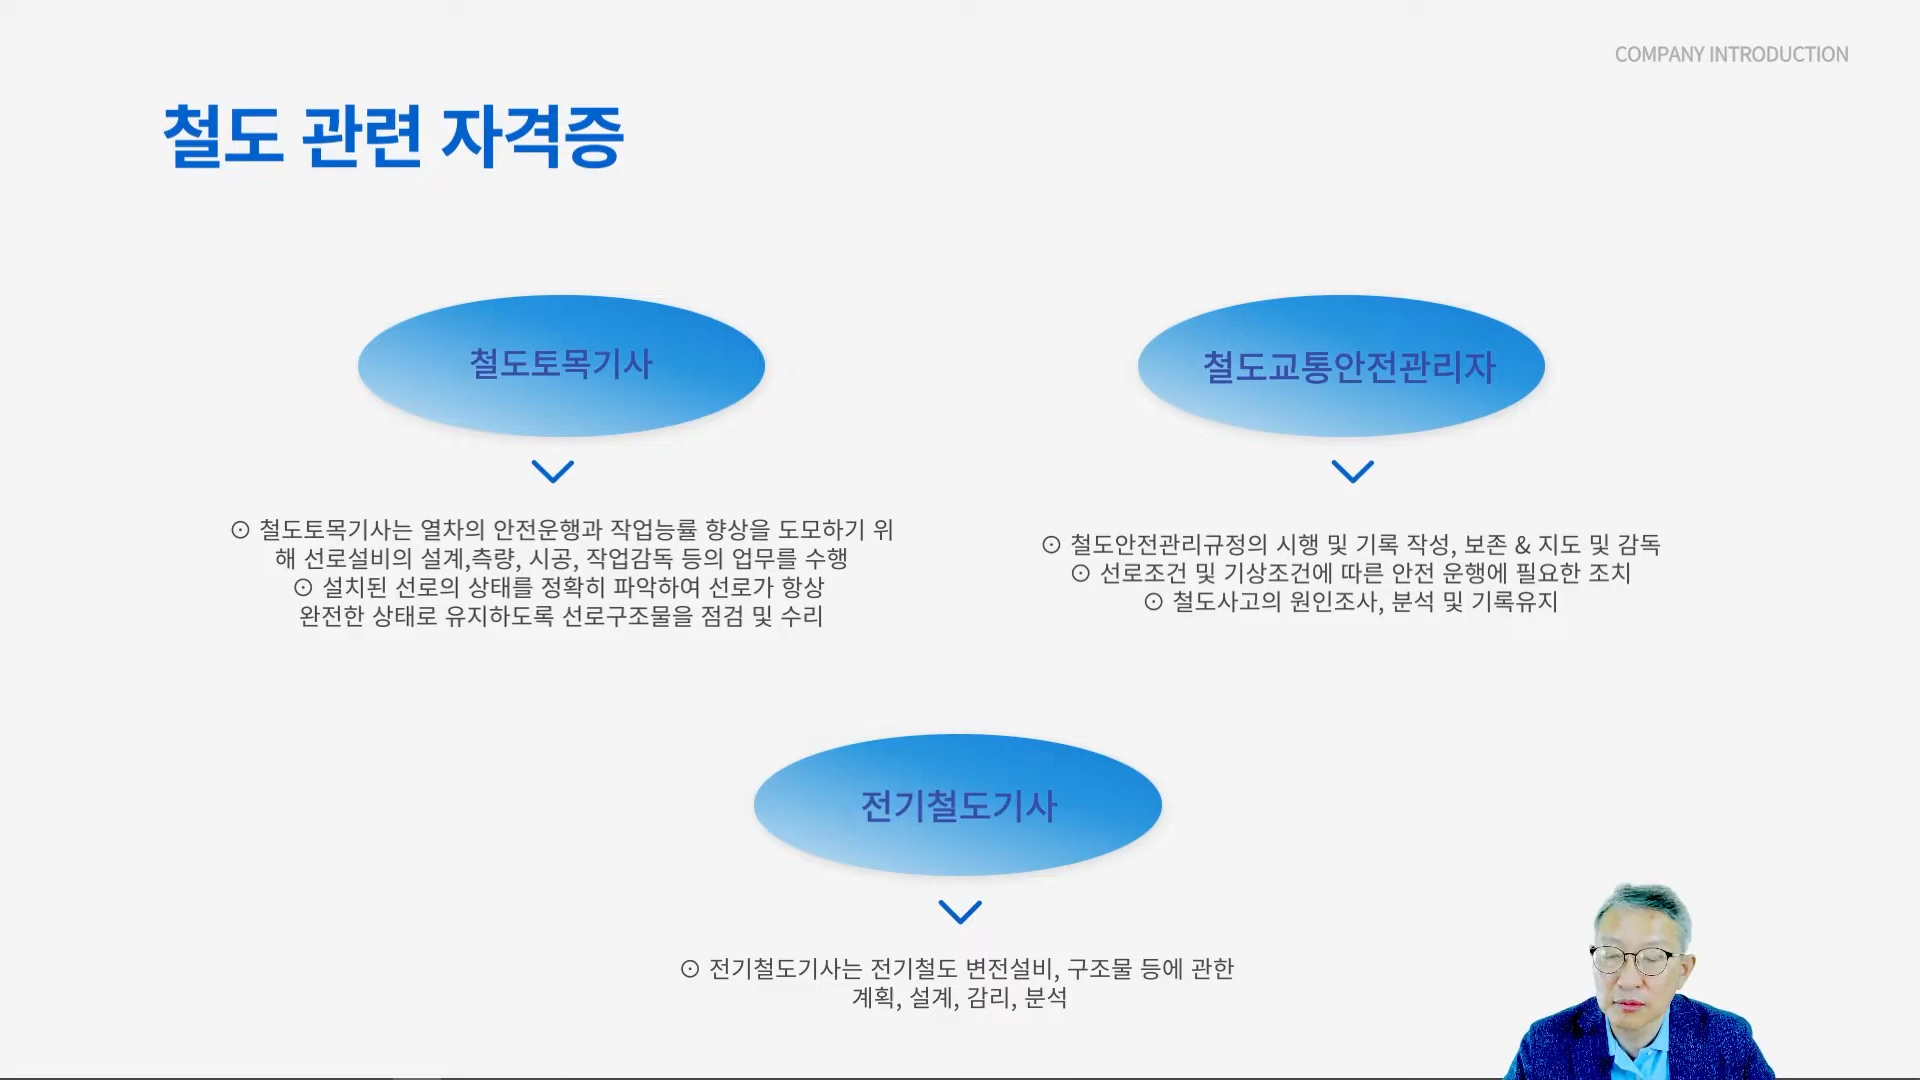 COMPANY INTRODUCTION
철도 관련 자격증
철도토목기사
⊙ 철도토목기사는 열차의 안전운행과 작업능률 향상을 도모하기 위
해 선로설비의 설계,측량, 시공, 작업감독 등의 업무를 수행
⊙ 설치된 선로의 상태를 정확히 파악하여 선로가 항상
완전한 상태로 유지하도록 선로구조물을 점검 및 수리
철도교통안전관리자
⊙ 철도안전관리규정의 시행 및 기록 작성, 보존 & 지도 및 감독
⊙ 선로조건 및 기상조건에 따른 안전 운행에 필요한 조치
⊙ 철도사고의 원인조사, 분석 및 기록유지
전기철도기사
⊙ 전기철도기사는 전기철도 변전설비, 구조물 등에 관한
계획, 설계, 감리, 분석